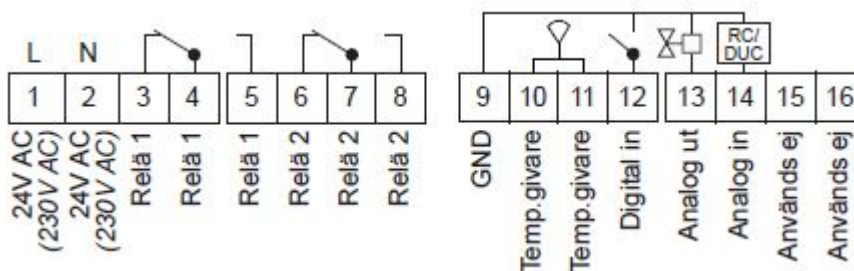 L N
RC/
DUC
1 2 3 4 5 6 7 8 9 10 11 12 13 14 15 16
24V AC
(230V AC)
24V AC
(230V AC)
Relä 1
Relä 1
Relä 1
Relä 2
Relä 2
Relä 2
GND
Temp.givare
Temp.givare
Digital in
Analog ut
Analog in
Används ej
Används ej